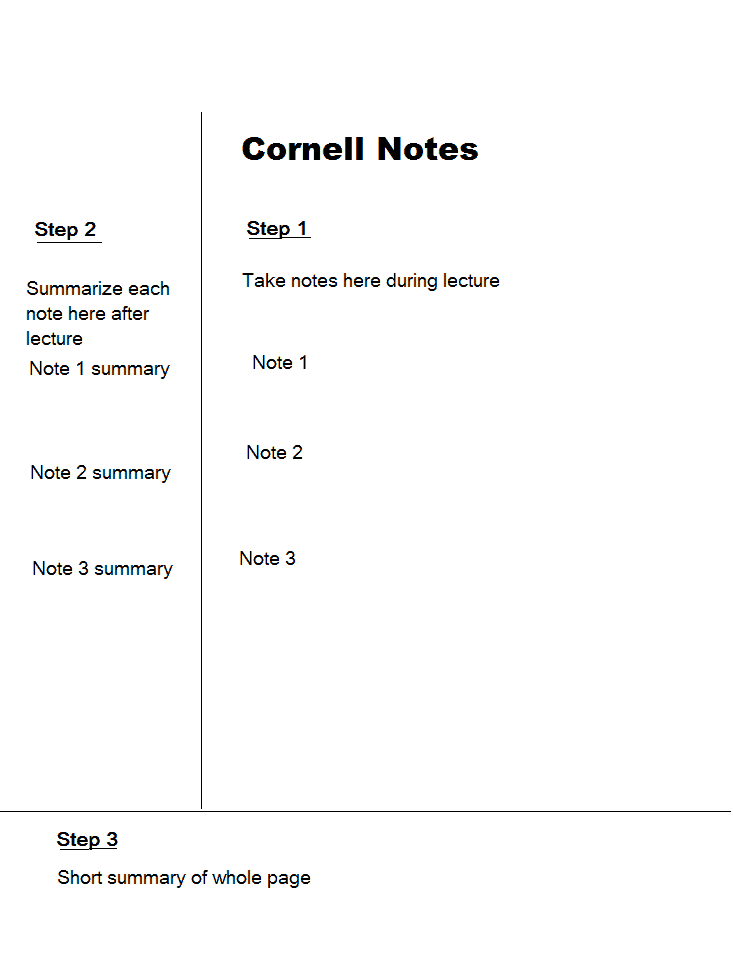 Cornell Notes
Step 2
Summarize each
note here after
lecture
Note 1 summary
Note 2 summary
Note 3 summary
Step 1
Take notes here during lecture
Note 1
Note 2
Note 3
Step 3
Short summary of whole page